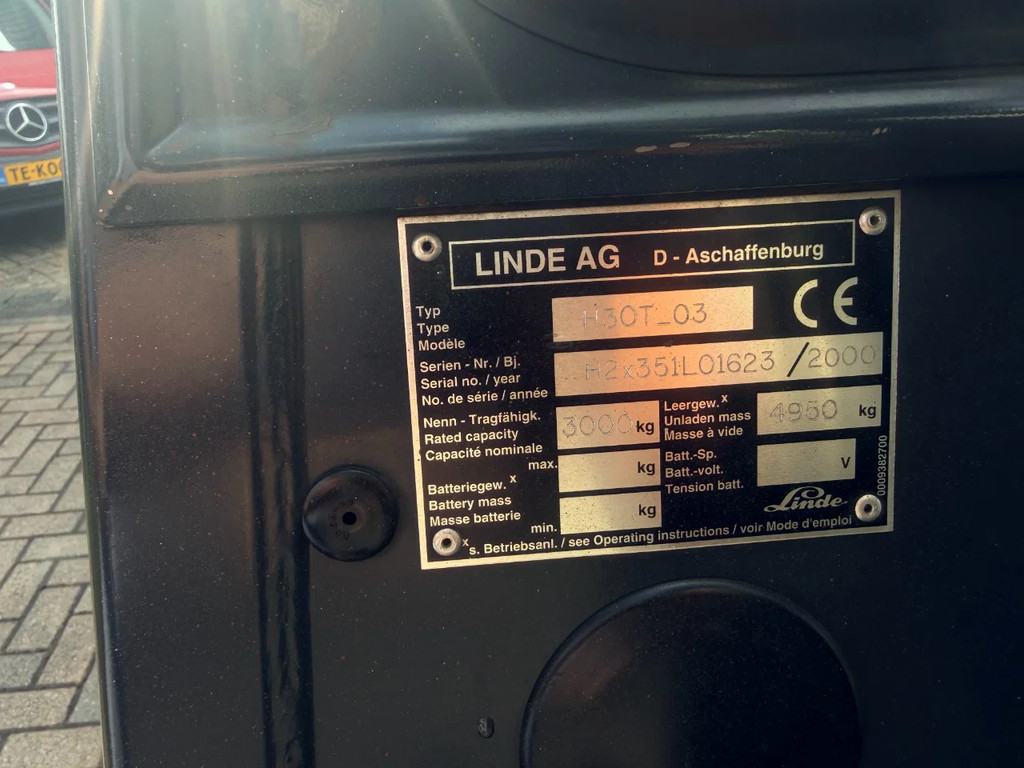 TE-KO
LINDE AG D - Aschaffenburg
Typ
Type
Modèle
H30T_03
CE
Serien - Nr. / Bj.
Serial no. / year
No. de série / année
H2x351L01623 /2000
Nenn - Tragfähigk.
Rated capacity
Capacité nominale
3000 kg
Leergew. x
Unladen mass
Masse à vide
4950 kg
Batteriegew. x
Battery mass
Masse batterie
max. kg
min. kg
Batt.-Sp.
Batt.-volt.
Tension batt.
V
Linde
0009382700
x s. Betriebsanl. / see Operating instructions / voir Mode d'emploi